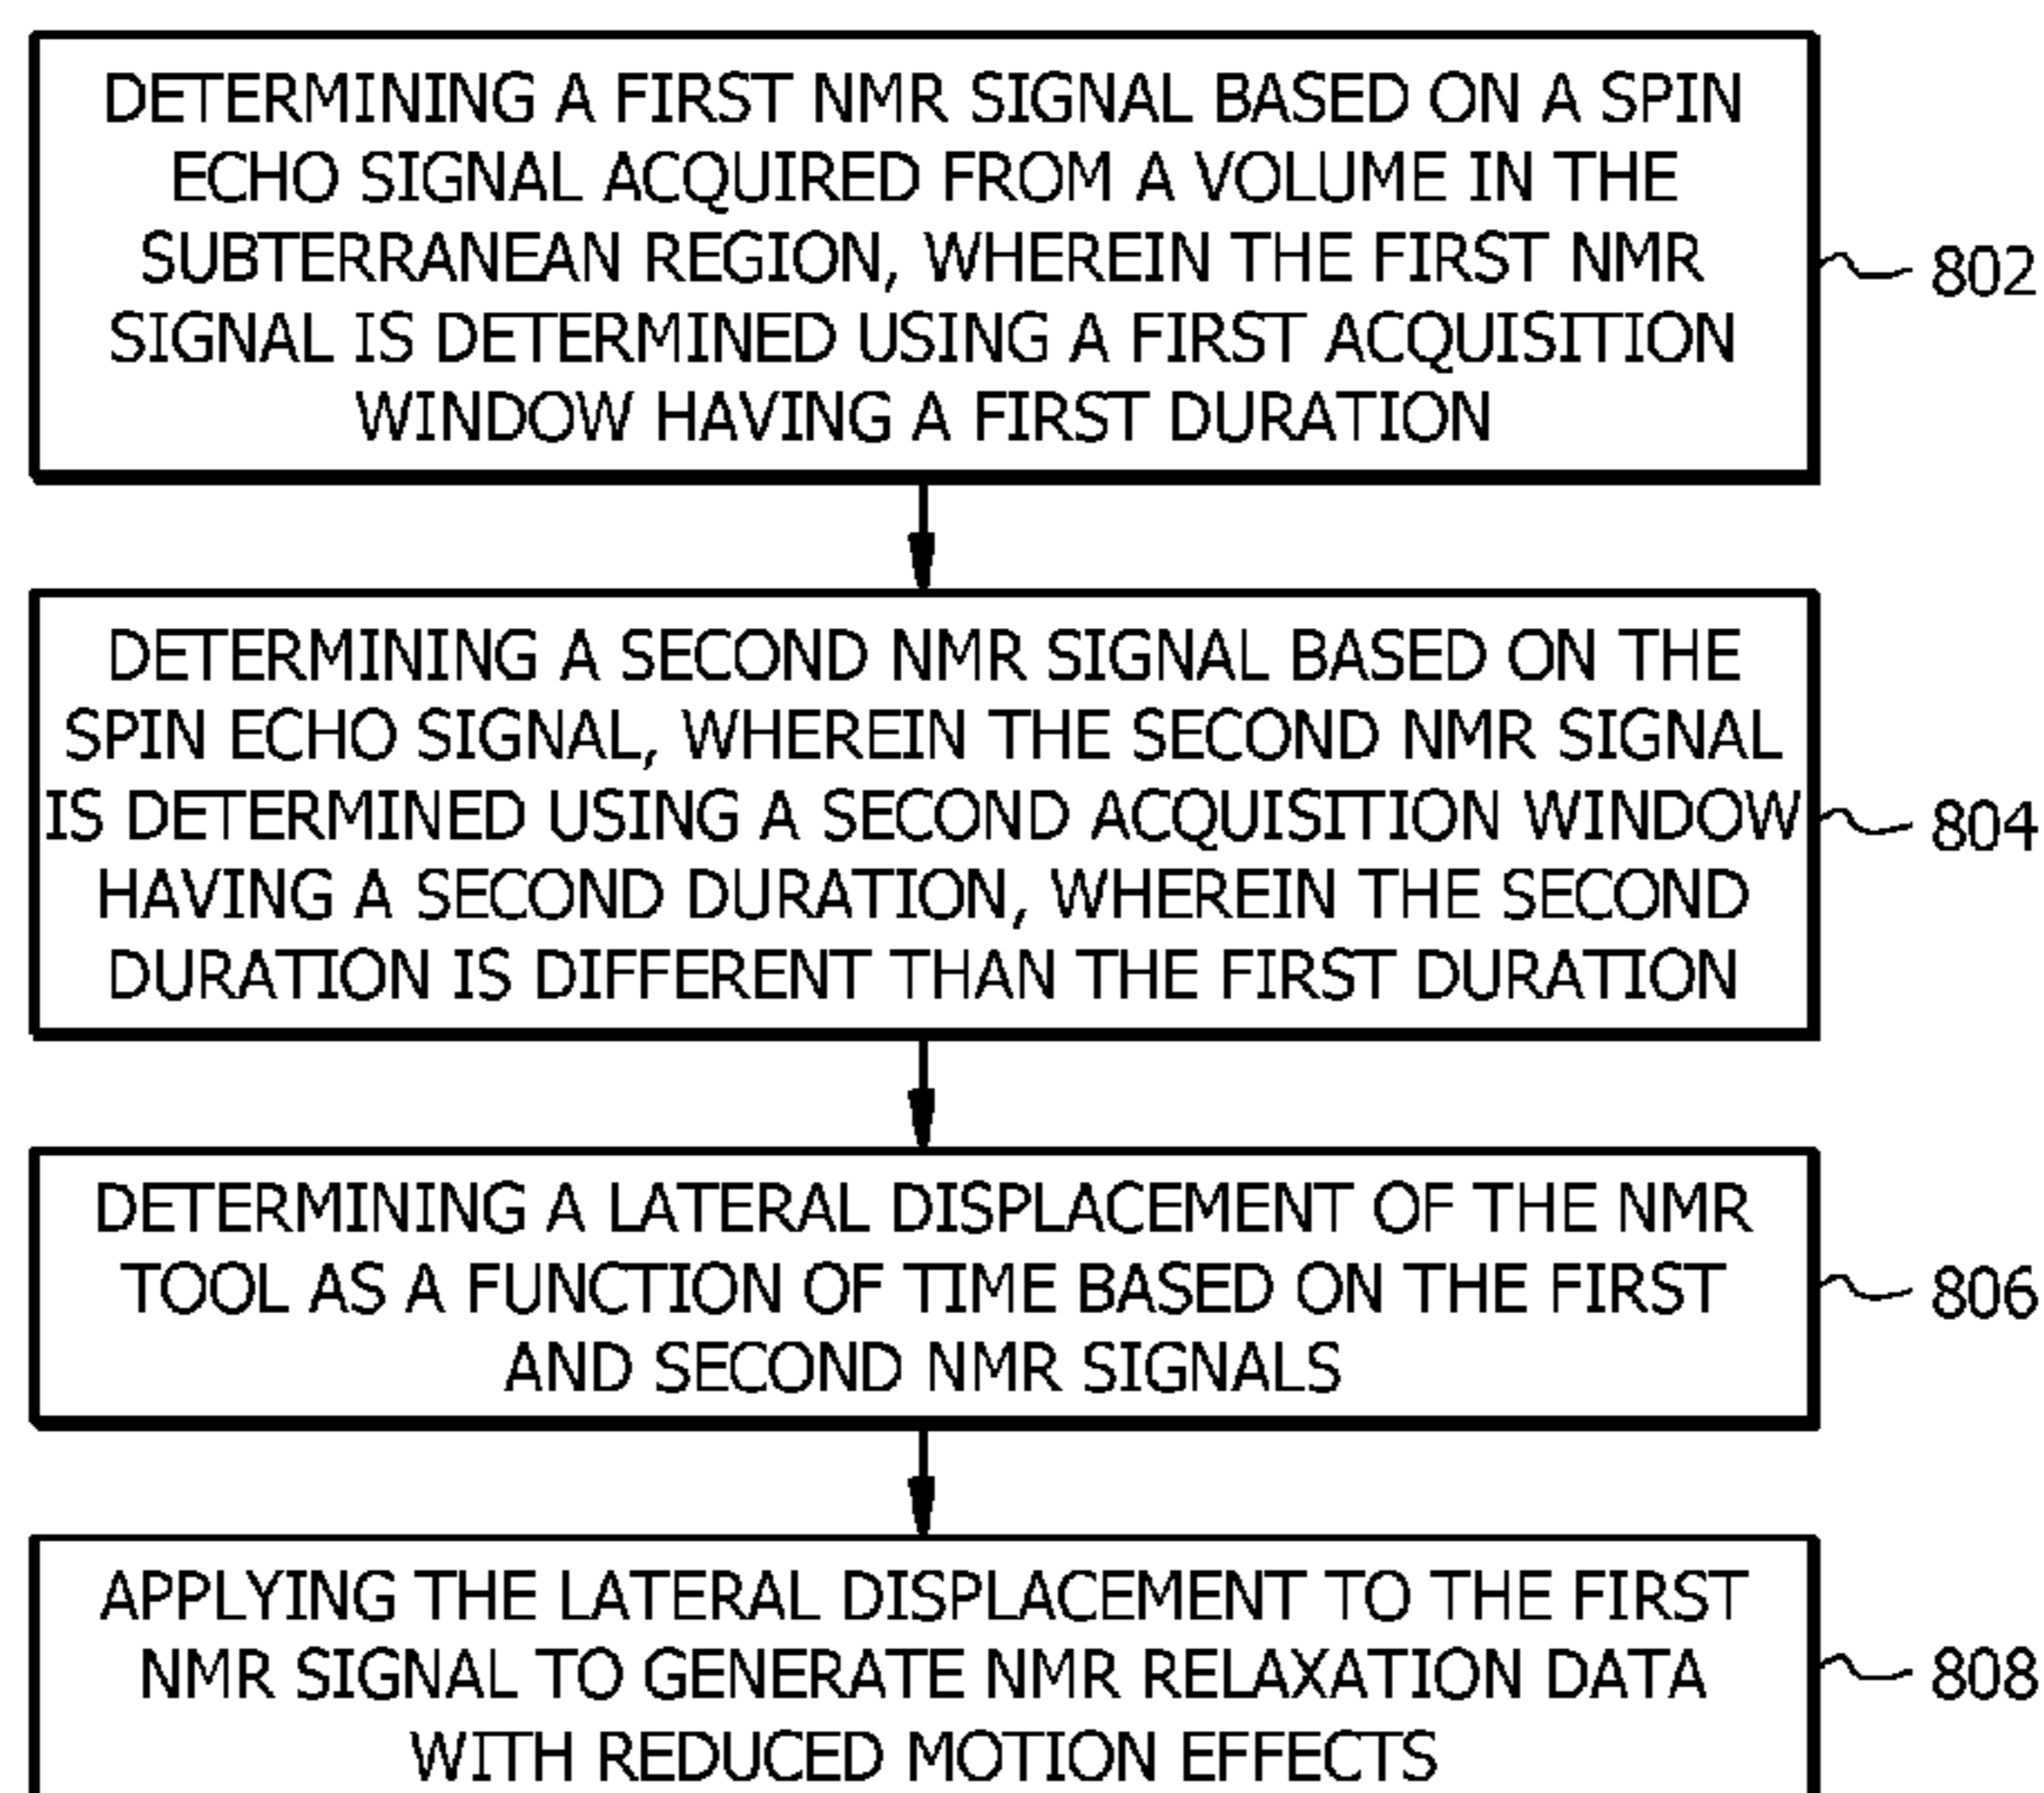 DETERMINING A FIRST NMR SIGNAL BASED ON A SPIN
ECHO SIGNAL ACQUIRED FROM A VOLUME IN THE
SUBTERRANEAN REGION, WHEREIN THE FIRST NMR
SIGNAL IS DETERMINED USING A FIRST ACQUISITION
WINDOW HAVING A FIRST DURATION
802
DETERMINING A SECOND NMR SIGNAL BASED ON THE
SPIN ECHO SIGNAL, WHEREIN THE SECOND NMR SIGNAL
IS DETERMINED USING A SECOND ACQUISITION WINDOW
HAVING A SECOND DURATION, WHEREIN THE SECOND
DURATION IS DIFFERENT THAN THE FIRST DURATION
804
DETERMINING A LATERAL DISPLACEMENT OF THE NMR
TOOL AS A FUNCTION OF TIME BASED ON THE FIRST
AND SECOND NMR SIGNALS
806
APPLYING THE LATERAL DISPLACEMENT TO THE FIRST
NMR SIGNAL TO GENERATE NMR RELAXATION DATA
WITH REDUCED MOTION EFFECTS
808